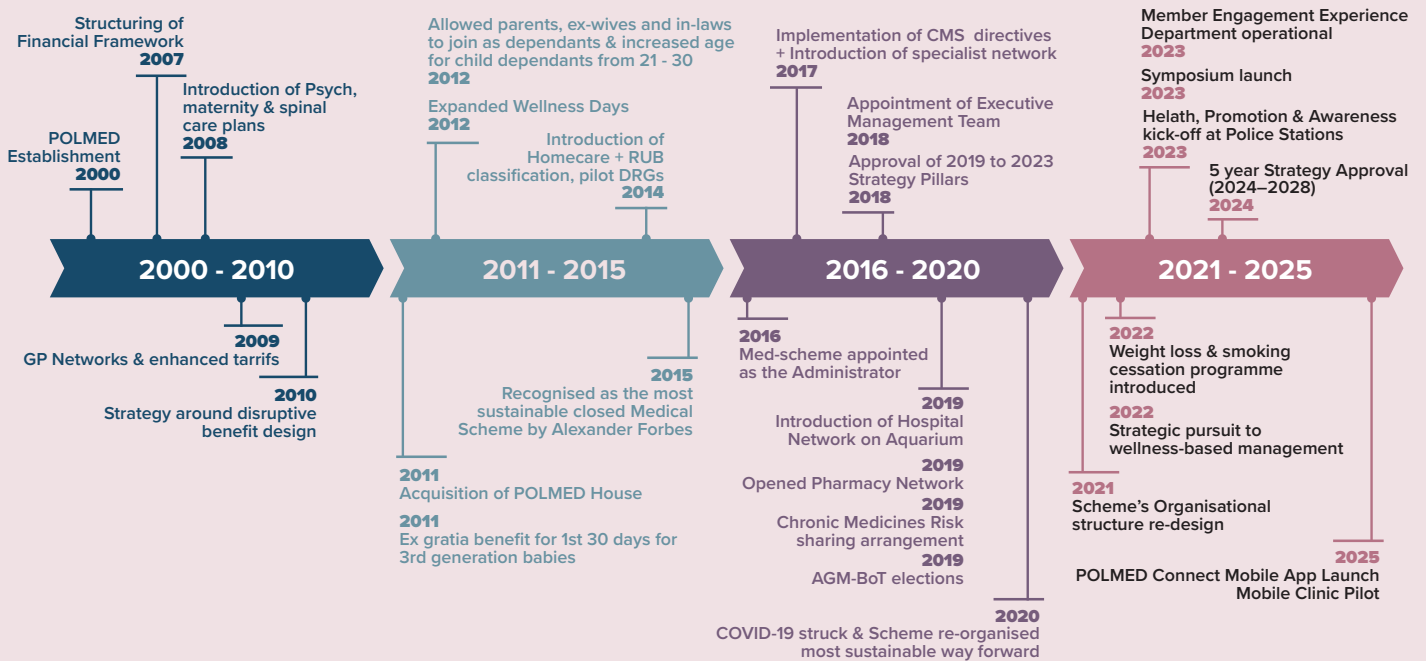 Structuring of
Financial Framework
2007
Introduction of Psych,
maternity & spinal
care plans
2008
POLMED
Establishment
2000
2000 - 2010
2009
GP Networks & enhanced tarrifs
2010
Strategy around disruptive
benefit design
Allowed parents, ex-wives and in-laws
to join as dependants & increased age
for child dependants from 21 - 30
2012
Expanded Wellness Days
2012
Introduction of
Homecare + RUB
classification, pilot DRGs
2014
2011 - 2015
2015
Recognised as the most
sustainable closed Medical
Scheme by Alexander Forbes
2011
Acquisition of POLMED House
2011
Ex gratia benefit for 1st 30 days for
3rd generation babies
Implementation of CMS directives
+ Introduction of specialist network
2017
Appointment of Executive
Management Team
2018
Approval of 2019 to 2023
Strategy Pillars
2018
2016 - 2020
2016
Med-scheme appointed
as the Administrator
2019
Introduction of Hospital
Network on Aquarium
2019
Opened Pharmacy Network
2019
Chronic Medicines Risk
sharing arrangement
2019
AGM-BoT elections
2020
COVID-19 struck & Scheme re-organised
most sustainable way forward
Member Engagement Experience
Department operational
2023
Symposium launch
2023
Helath, Promotion & Awareness
kick-off at Police Stations
2023
5 year Strategy Approval
(2024–2028)
2024
2021 - 2025
2022
Weight loss & smoking
cessation programme
introduced
2022
Strategic pursuit to
wellness-based management
2021
Scheme's Organisational
structure re-design
2025
POLMED Connect Mobile App Launch
Mobile Clinic Pilot